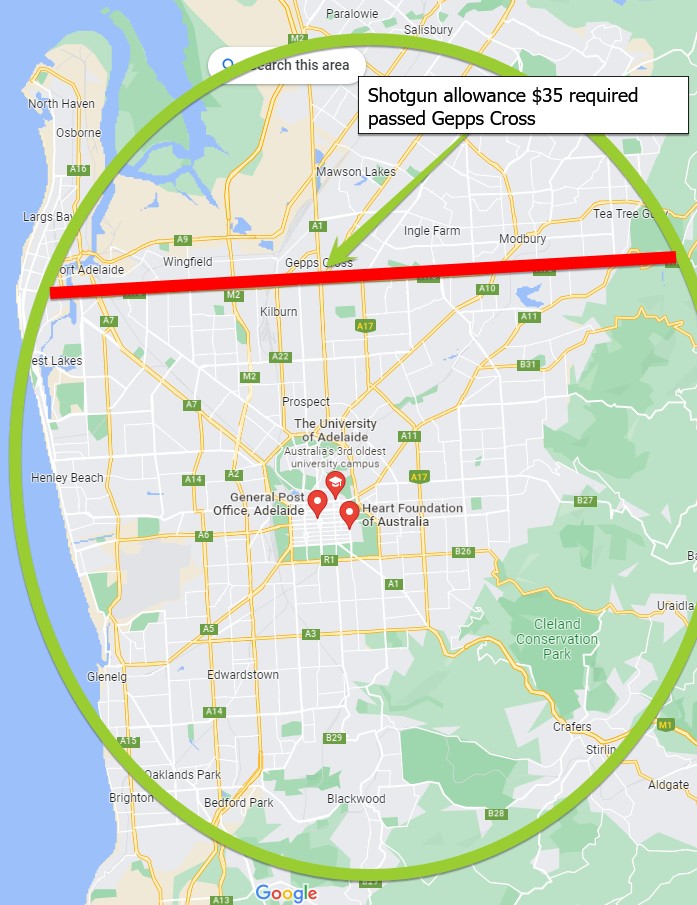 Paralowie
M2
Salisbury
Search this area
Shotgun allowance $35 required
passed Gepps Cross
North Haven
Osborne
A16
Mawson Lakes
Largs Bay
A1
Tea Tree Gully
Ingle Farm
A9
Modbury
Wingfield
Gepps Cross
Port Adelaide
M2
A10
Kilburn
A7
A17
A11
A22
West Lakes
B31
M2
Prospect
A7
The University
of Adelaide
Australia's 3rd oldest
university campus
A11
A2
A14
A17
Henley Beach
General Post
Office, Adelaide
Heart Foundation
of Australia
B27
A6
B26
R1
A1
Uraidla
Cleland
Conservation
Park
A5
A3
Glenelg
Edwardstown
A14
M1
Crafers
B29
A15
Stirling
Oaklands Park
Aldgate
Brighton
Bedford Park
Blackwood
B28
B27
Google
A13